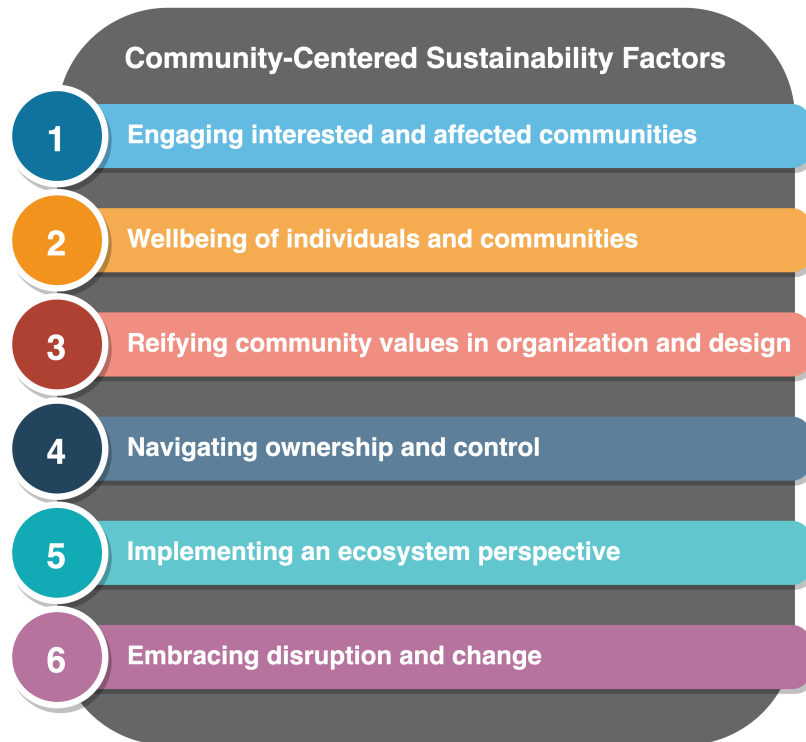 Community-Centered Sustainability Factors
1 Engaging interested and affected communities
2 Wellbeing of individuals and communities
3 Reifying community values in organization and design
4 Navigating ownership and control
5 Implementing an ecosystem perspective
6 Embracing disruption and change